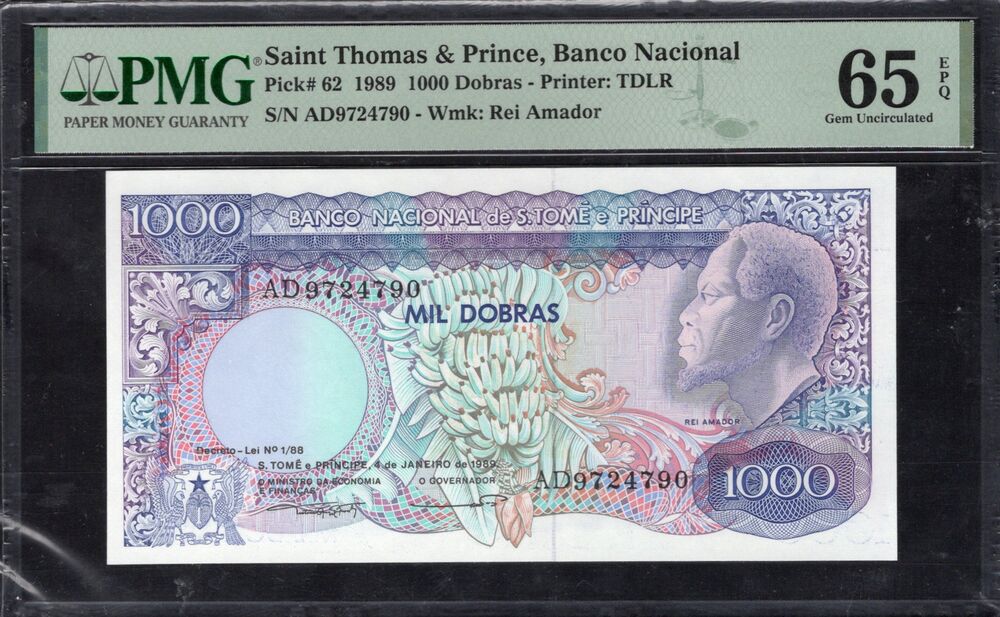 PMG®
PAPER MONEY GUARANTY
Saint Thomas & Prince, Banco Nacional
Pick# 62 1989 1000 Dobras - Printer: TDLR
S/N AD9724790 - Wmk: Rei Amador
65 EPQ
Gem Uncirculated
1000
BANCO NACIONAL de S.TOMÉ e PRÍNCIPE
AD9724790
MIL DOBRAS
REI AMADOR
Decreto - Lei Nº 1/88
S. TOMÉ e PRÍNCIPE, 4 de JANEIRO de 1989.
O MINISTRO DA ECONOMIA
E FINANÇAS
O GOVERNADOR
AD9724790
1000